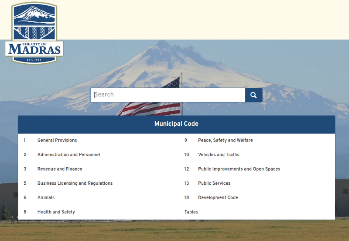 THE CITY OF
MADRAS
Search
Municipal Code
1 General Provisions
2 Administration and Personnel
3 Revenue and Finance
5 Business Licensing and Regulations
6 Animals
8 Health and Safety
9 Peace, Safety and Welfare
10 Vehicles and Traffic
12 Public Improvements and Open Spaces
13 Public Services
18 Development Code
Tables